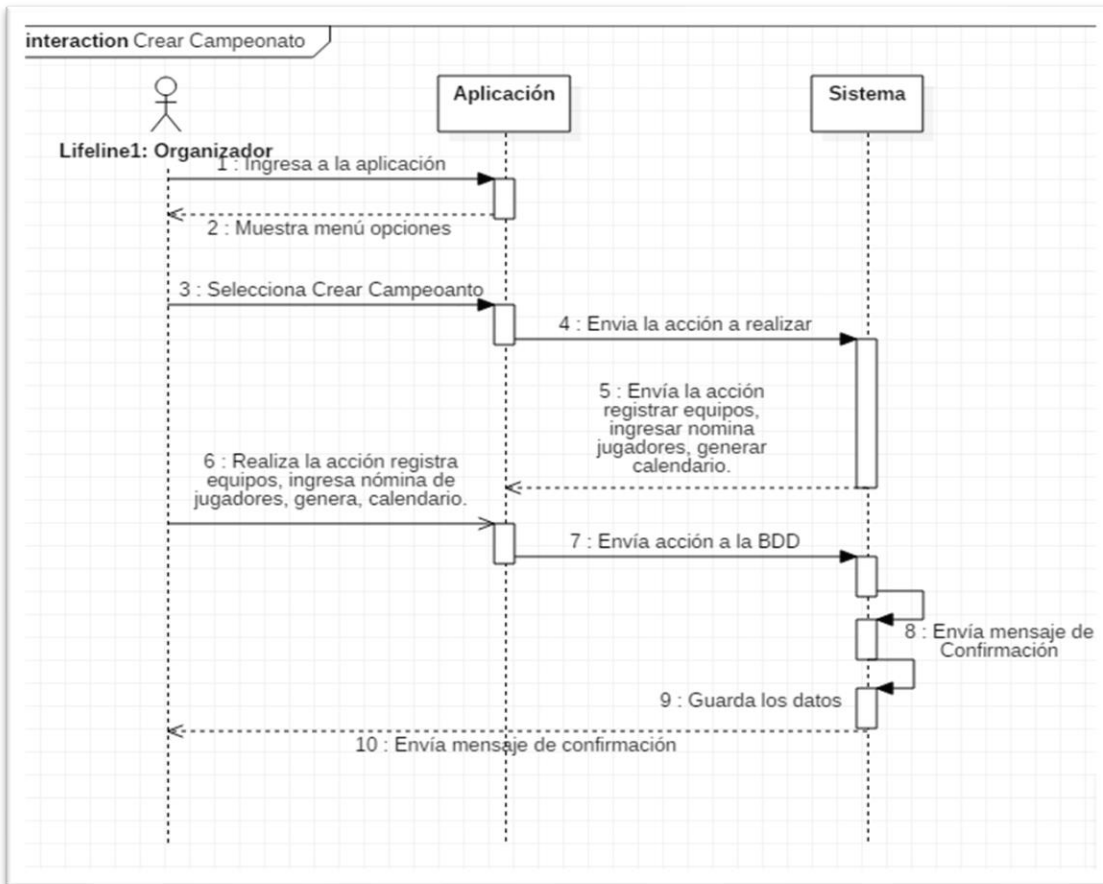 interaction Crear Campeonato
Aplicación
Sistema
Lifeline1: Organizador
1 : Ingresa a la aplicación
2 : Muestra menú opciones
3 : Selecciona Crear Campeoanto
4 : Envia la acción a realizar
5 : Envía la acción
registrar equipos,
ingresar nomina
jugadores, generar
calendario.
6 : Realiza la acción registra
equipos, ingresa nómina de
jugadores, genera, calendario.
7 : Envía acción a la BDD
8 : Envía mensaje de
Confirmación
9 : Guarda los datos
10 : Envía mensaje de confirmación